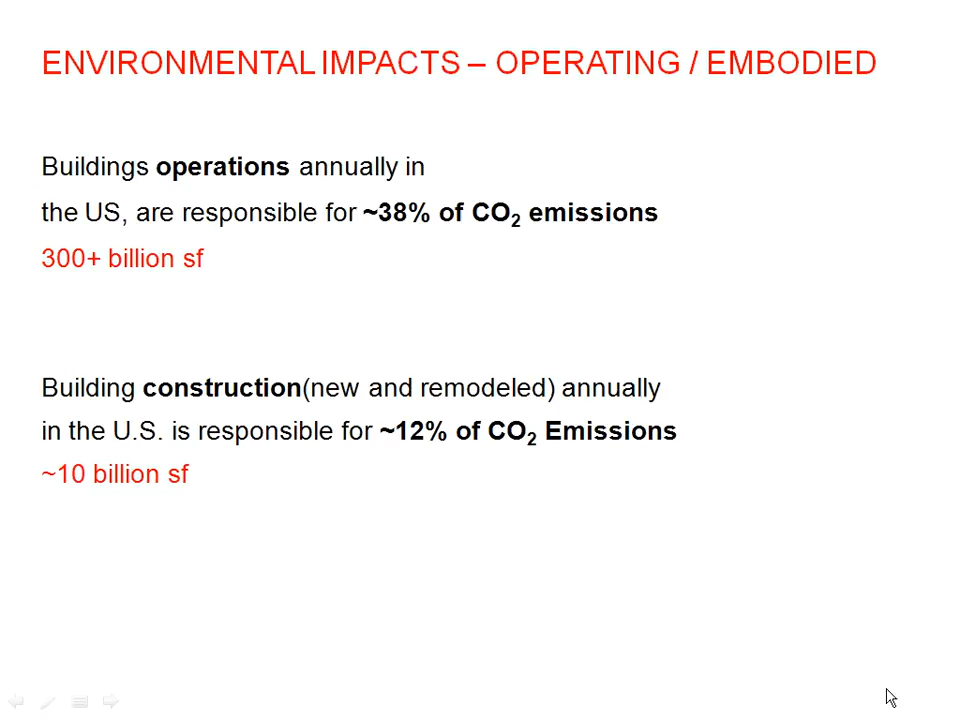 ENVIRONMENTAL IMPACTS – OPERATING / EMBODIED
Buildings operations annually in
the US, are responsible for ~38% of CO₂ emissions
300+ billion sf
Building construction(new and remodeled) annually
in the U.S. is responsible for ~12% of CO₂ Emissions
~10 billion sf